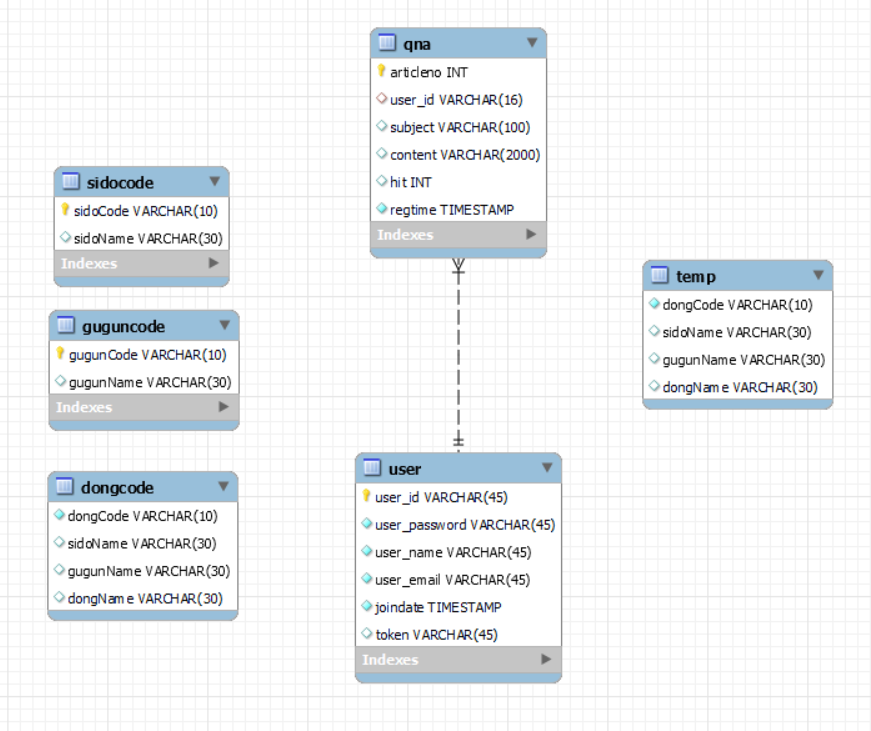 qna
articleno INT
user_id VARCHAR(16)
subject VARCHAR(100)
content VARCHAR(2000)
hit INT
regtime TIMESTAMP
Indexes
sidocode
sidoCode VARCHAR(10)
sidoName VARCHAR(30)
Indexes
guguncode
gugunCode VARCHAR(10)
gugunName VARCHAR(30)
Indexes
dongcode
dongCode VARCHAR(10)
sidoName VARCHAR(30)
gugunName VARCHAR(30)
dongName VARCHAR(30)
user
user_id VARCHAR(45)
user_password VARCHAR(45)
user_name VARCHAR(45)
user_email VARCHAR(45)
joindate TIMESTAMP
token VARCHAR(45)
Indexes
temp
dongCode VARCHAR(10)
sidoName VARCHAR(30)
gugunName VARCHAR(30)
dongName VARCHAR(30)